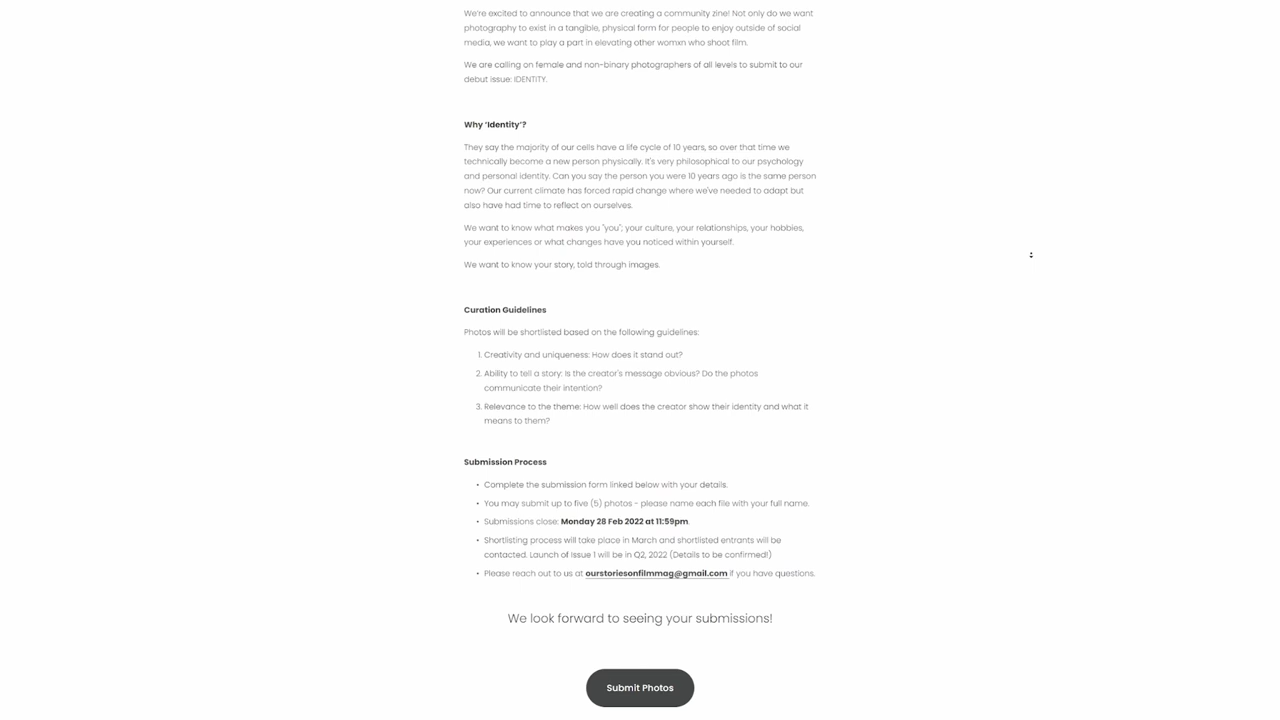 We're excited to announce that we are creating a community zine! Not only do we want
photography to exist in a tangible, physical form for people to enjoy outside of social
media, we want to play a part in elevating other womxn who shoot film.
We are calling on female and non-binary photographers of all levels to submit to our
debut issue: IDENTITY.
Why 'Identity'?
They say the majority of our cells have a life cycle of 10 years, so over that time we
technically become a new person physically. It's very philosophical to our psychology
and personal identity. Can you say the person you were 10 years ago is the same person
now? Our current climate has forced rapid change where we've needed to adapt but
also have had time to reflect on ourselves.
We want to know what makes you "you"; your culture, your relationships, your hobbies,
your experiences or what changes have you noticed within yourself.
We want to know your story, told through images.
Curation Guidelines
Photos will be shortlisted based on the following guidelines:
1. Creativity and uniqueness: How does it stand out?
2. Ability to tell a story: Is the creator's message obvious? Do the photos
communicate their intention?
3. Relevance to the theme: How well does the creator show their identity and what it
means to them?
Submission Process
• Complete the submission form linked below with your details.
• You may submit up to five (5) photos - please name each file with your full name.
• Submissions close: Monday 28 Feb 2022 at 11:59pm.
• Shortlisting process will take place in March and shortlisted entrants will be
contacted. Launch of Issue 1 will be in Q2, 2022 (Details to be confirmed!)
• Please reach out to us at ourstoriesonfilmmag@gmail.com if you have questions.
We look forward to seeing your submissions!
Submit Photos